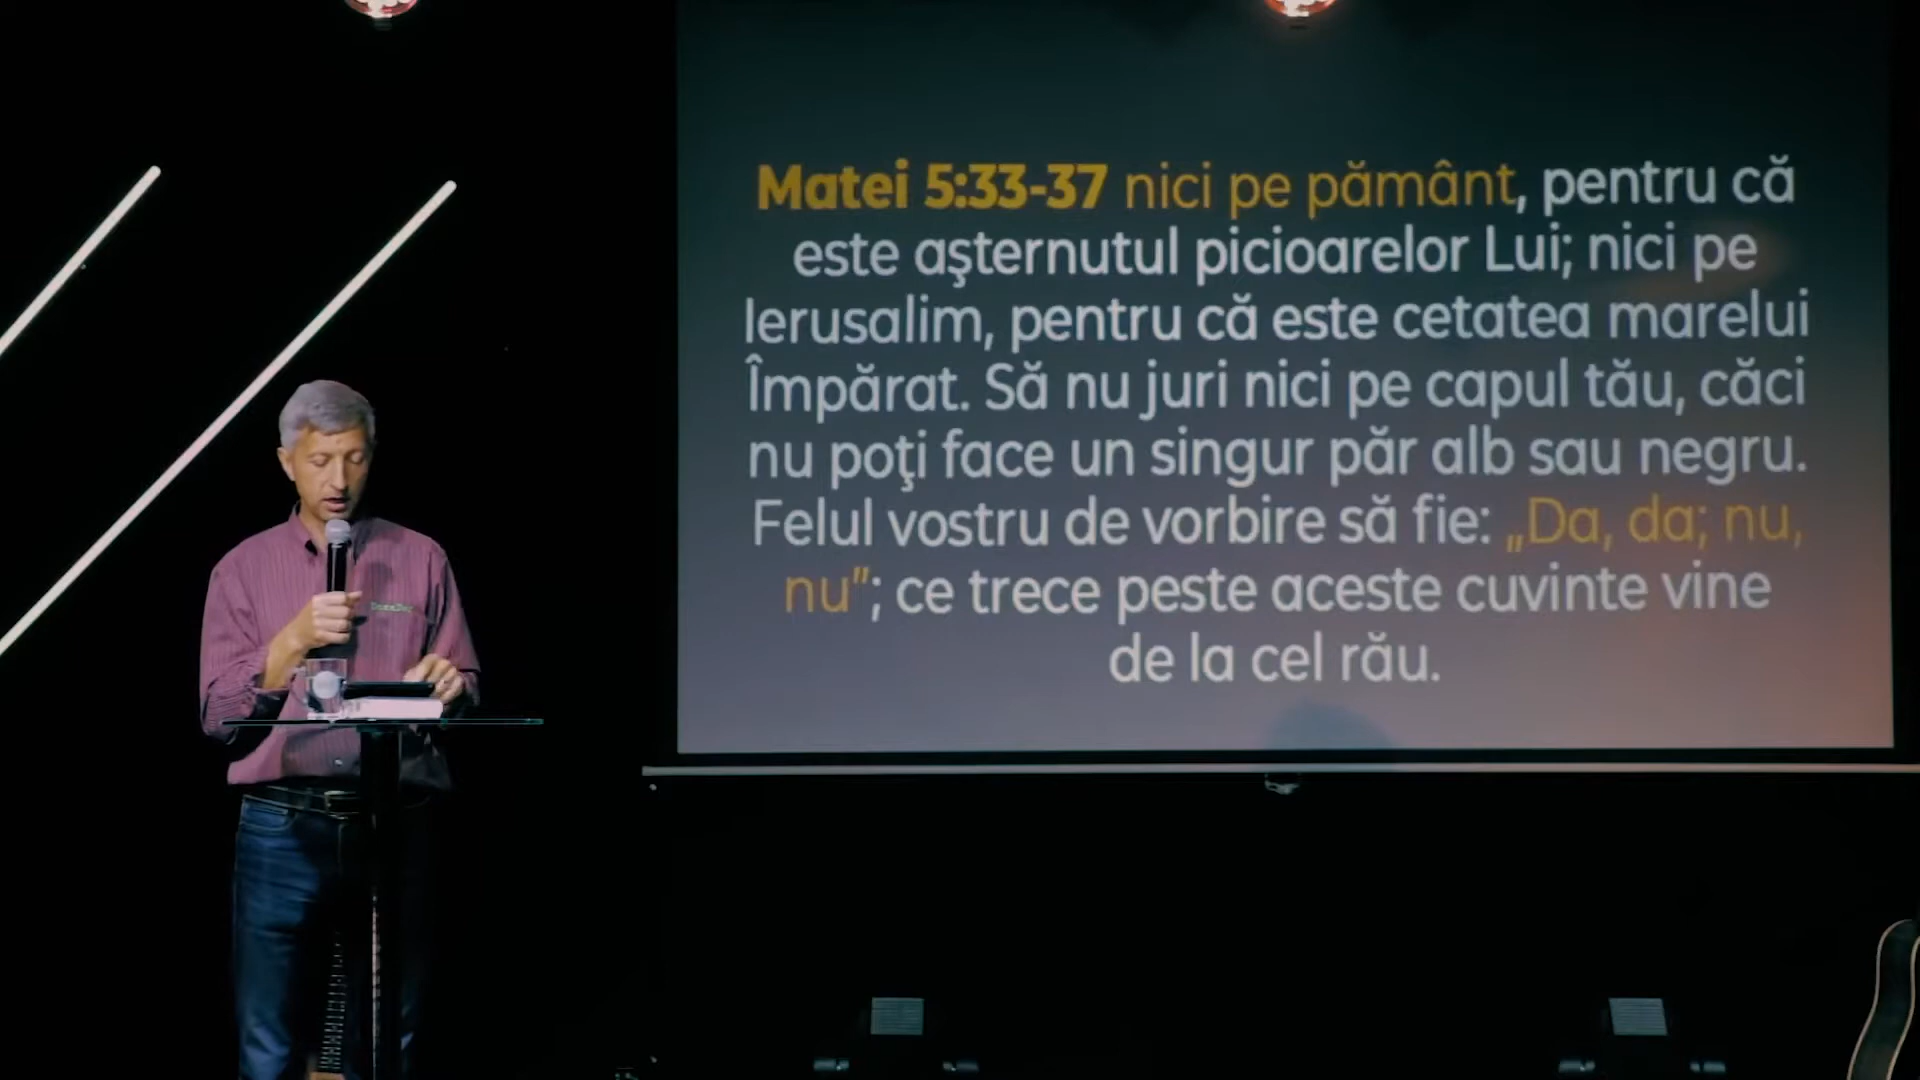 Matei 5:33-37 nici pe pământ, pentru că
este aşternutul picioarelor Lui; nici pe
Ierusalim, pentru că este cetatea marelui
Împărat. Să nu juri nici pe capul tău, căci
nu poţi face un singur păr alb sau negru.
Felul vostru de vorbire să fie: „Da, da; nu,
nu”; ce trece peste aceste cuvinte vine
de la cel rău.